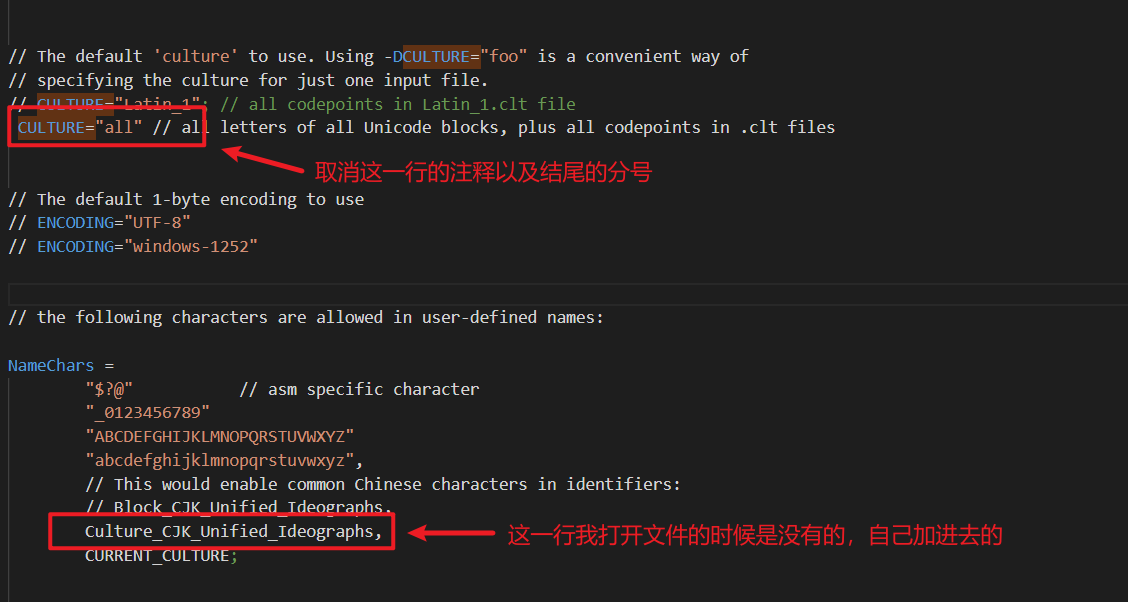 // The default 'culture' to use. Using -DCULTURE="foo" is a convenient way of
// specifying the culture for just one input file.
// CULTURE="Latin_1"; // all codepoints in Latin_1.clt file
CULTURE="all" // all letters of all Unicode blocks, plus all codepoints in .clt files
取消这一行的注释以及结尾的分号
// The default 1-byte encoding to use
// ENCODING="UTF-8"
// ENCODING="windows-1252"
// the following characters are allowed in user-defined names:
NameChars =
"$?@" // asm specific character
"_0123456789"
"ABCDEFGHIJKLMNOPQRSTUVWXYZ"
"abcdefghijklmnopqrstuvwxyz",
// This would enable common Chinese characters in identifiers:
// Block_CJK_Unified_Ideographs,
Culture_CJK_Unified_Ideographs,
这一行我打开文件的时候是没有的，自己加进去的
CURRENT_CULTURE;